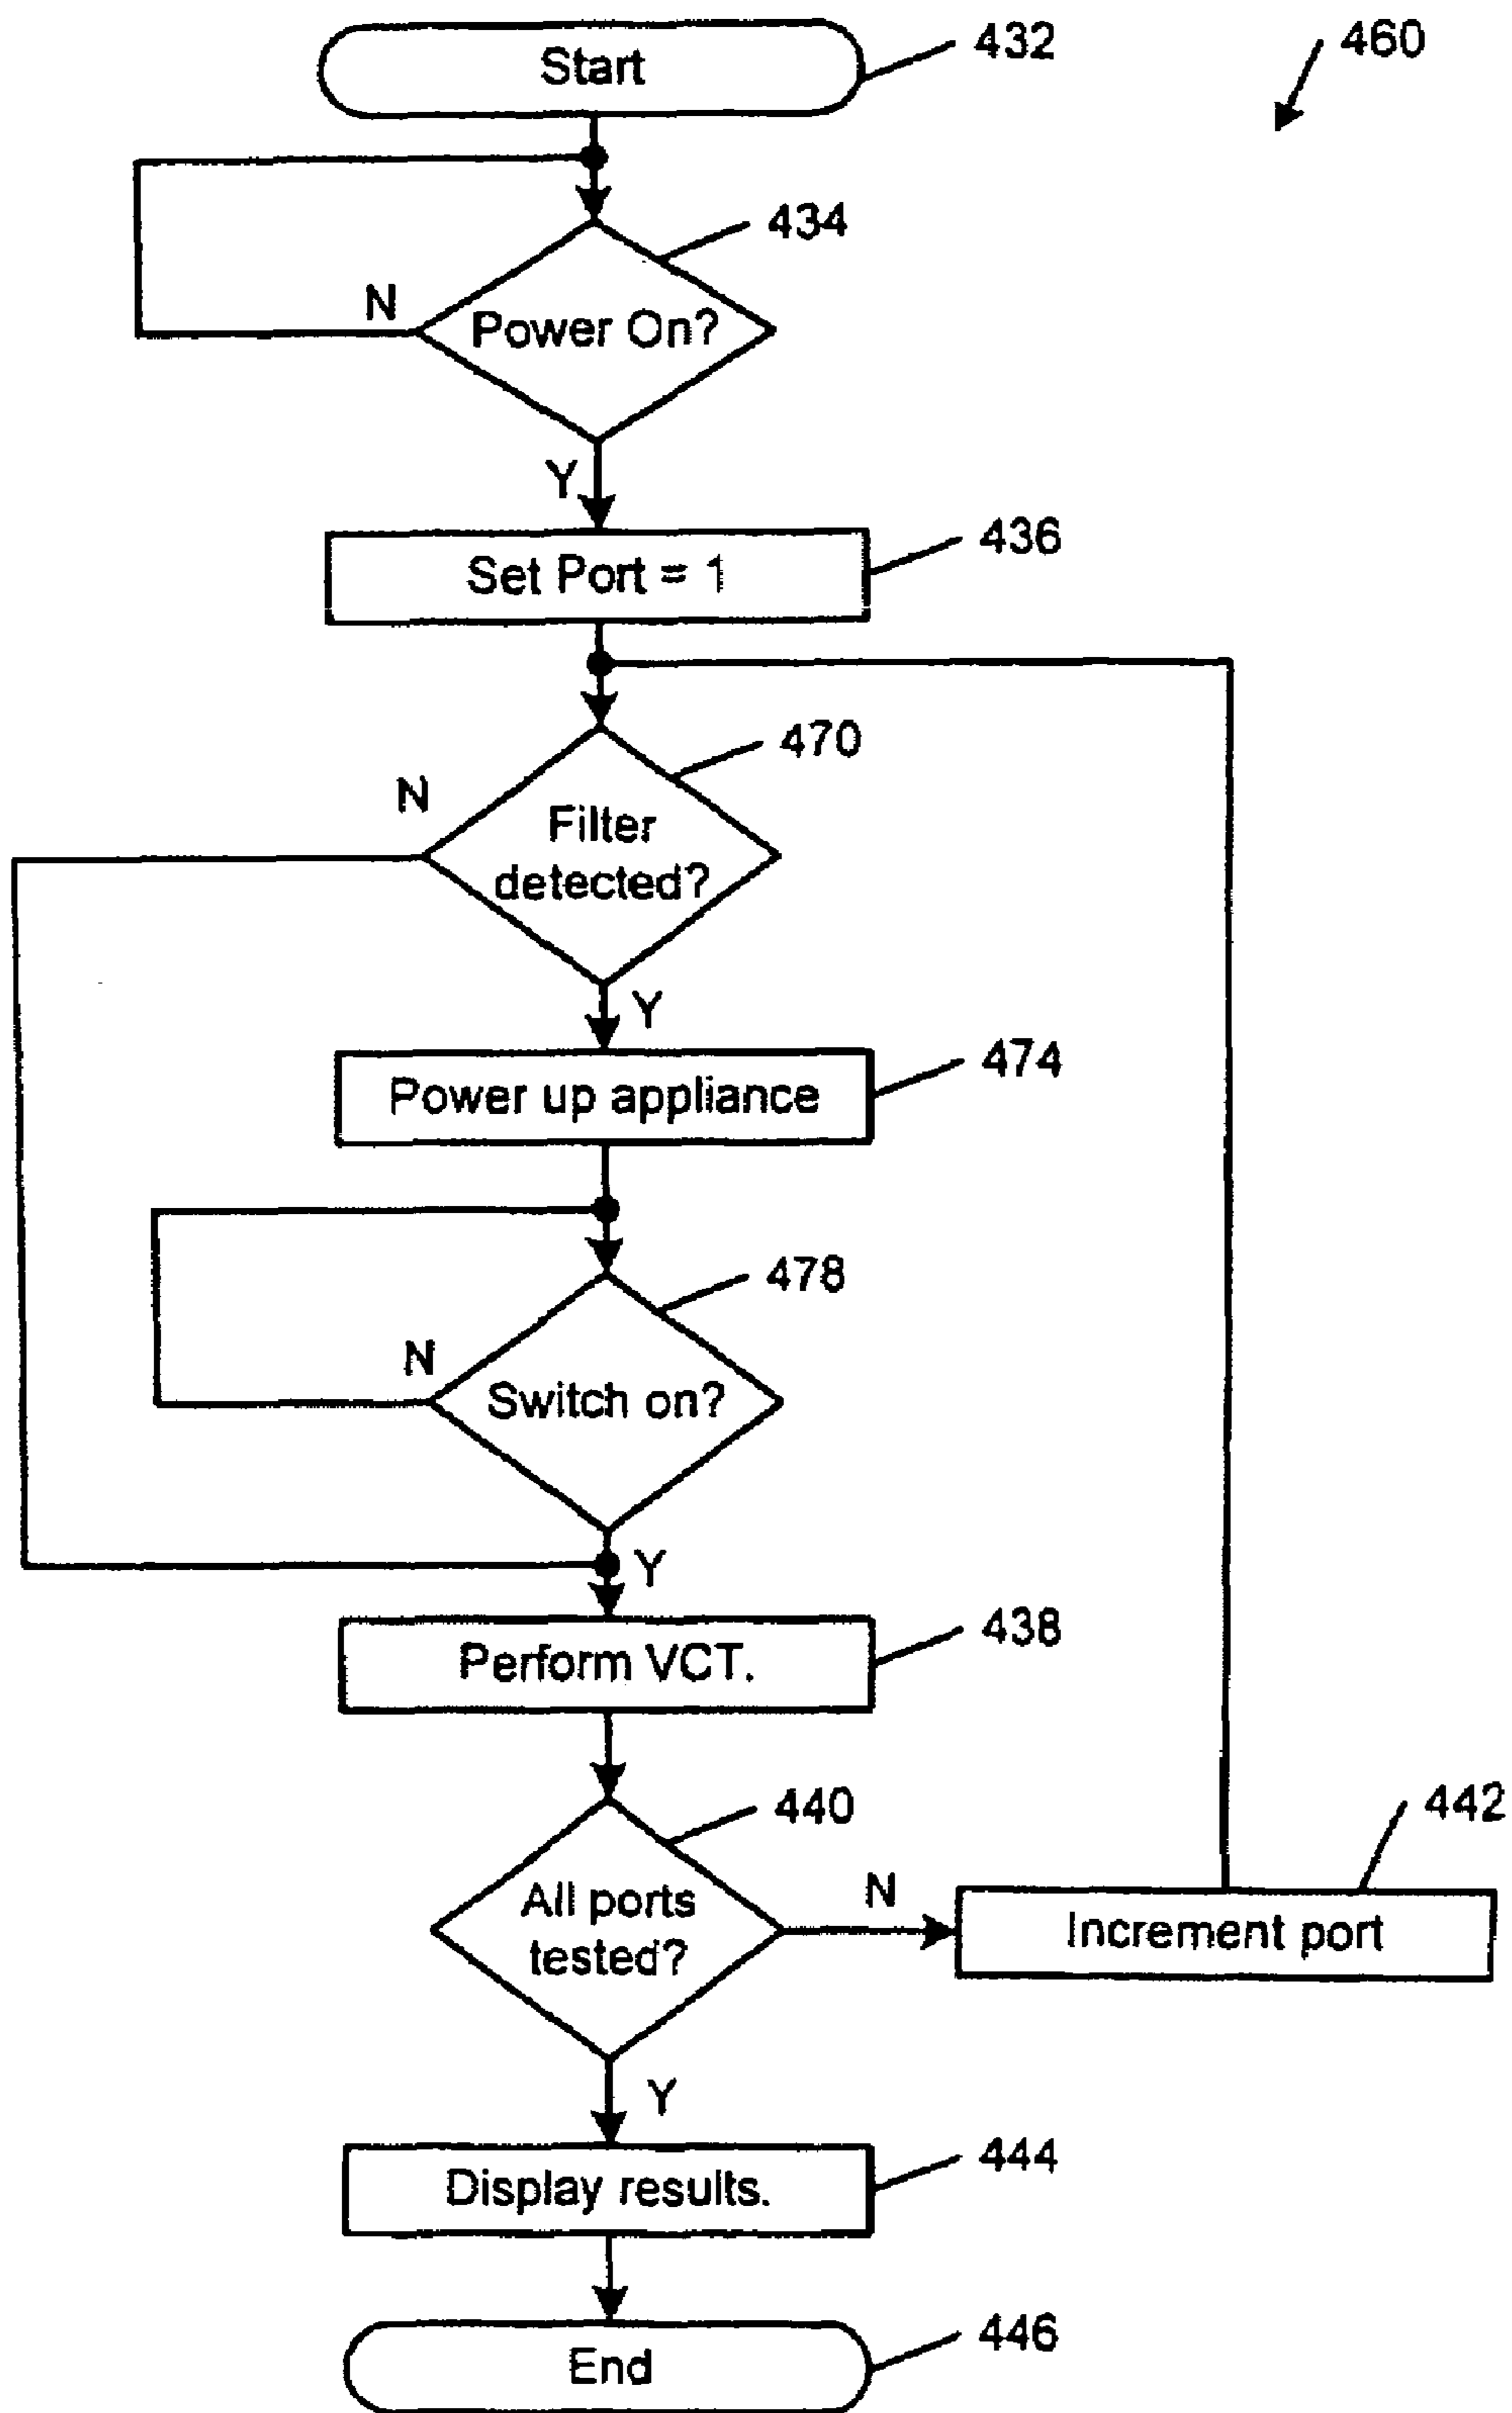 Start
432
460
434
N
Power On?
Y
436
Set Port = 1
470
N
Filter
detected?
Y
474
Power up appliance
478
N
Switch on?
Y
438
Perform VCT.
440
442
All ports
tested?
N
Increment port
Y
444
Display results.
446
End